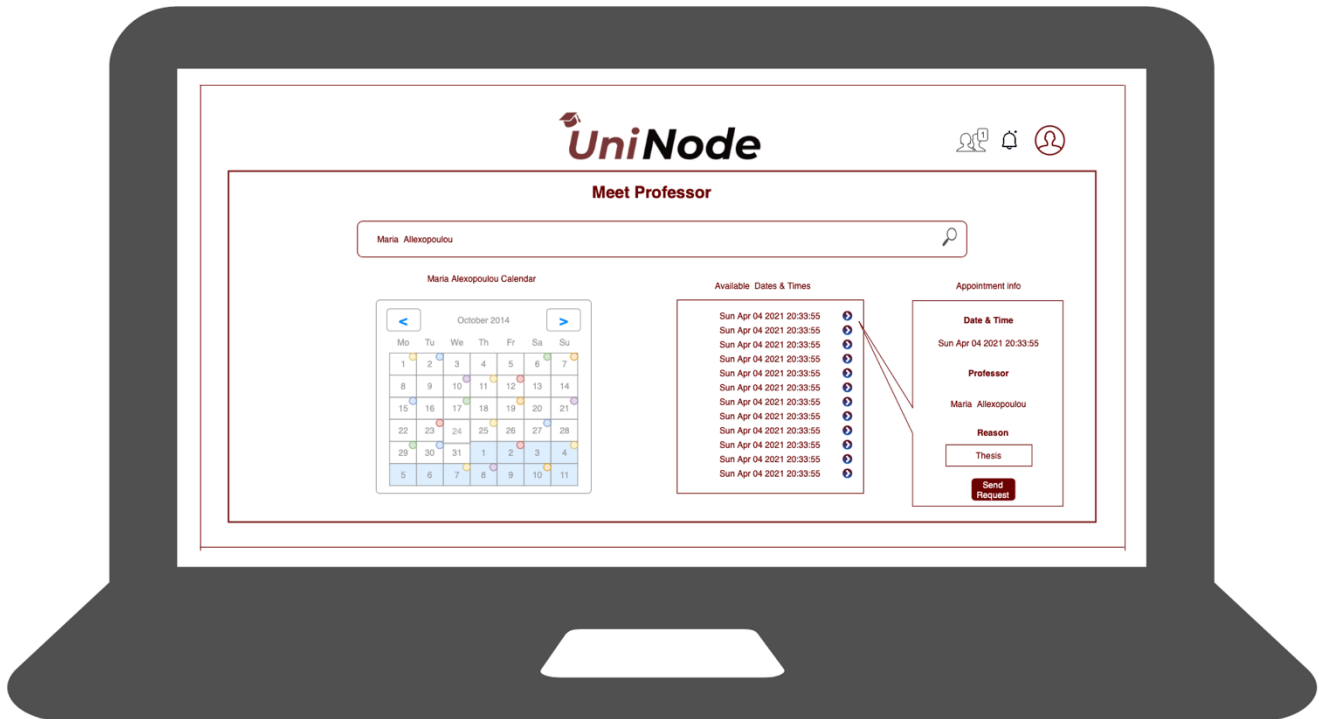 UniNode
1
Meet Professor
Maria Allexopoulou
Maria Alexopoulou Calendar
< October 2014 >
Mo Tu We Th Fr Sa Su
1 2 3 4 5 6 7
8 9 10 11 12 13 14
15 16 17 18 19 20 21
22 23 24 25 26 27 28
29 30 31 1 2 3 4
5 6 7 8 9 10 11
Available Dates & Times
Sun Apr 04 2021 20:33:55
Sun Apr 04 2021 20:33:55
Sun Apr 04 2021 20:33:55
Sun Apr 04 2021 20:33:55
Sun Apr 04 2021 20:33:55
Sun Apr 04 2021 20:33:55
Sun Apr 04 2021 20:33:55
Sun Apr 04 2021 20:33:55
Sun Apr 04 2021 20:33:55
Sun Apr 04 2021 20:33:55
Sun Apr 04 2021 20:33:55
Sun Apr 04 2021 20:33:55
Appointment info
Date & Time
Sun Apr 04 2021 20:33:55
Professor
Maria Allexopoulou
Reason
Thesis
Send
Request